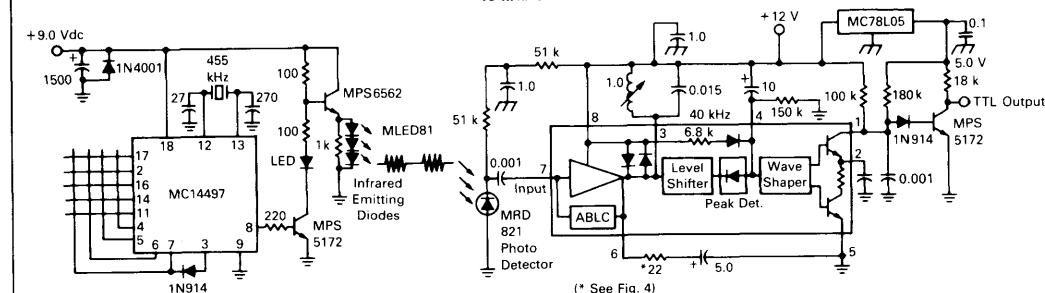 +9.0 Vdc
1500
1N4001
455
kHz
27
270
18
12
13
17
2
16
14
11
4
5
6
7
3
9
8
MC14497
1N914
220
100
100
LED
MPS
5172
MPS6562
1k
MLED81
Infrared
Emitting
Diodes
51 k
51 k
1.0
0.001
7
Input
MRD
821
Photo
Detector
1.0
1.0
0.015
8
ABLC
6
*22
5.0
(* See Fig. 4)
40 kHz
3
6.8 k
Level
Shifter
Peak Det.
+12 V
10
4
150 k
Wave
Shaper
100 k
1
2
5
180 k
1N914
0.001
MC78L05
0.1
5.0 V
18 k
TTL Output
MPS
5172